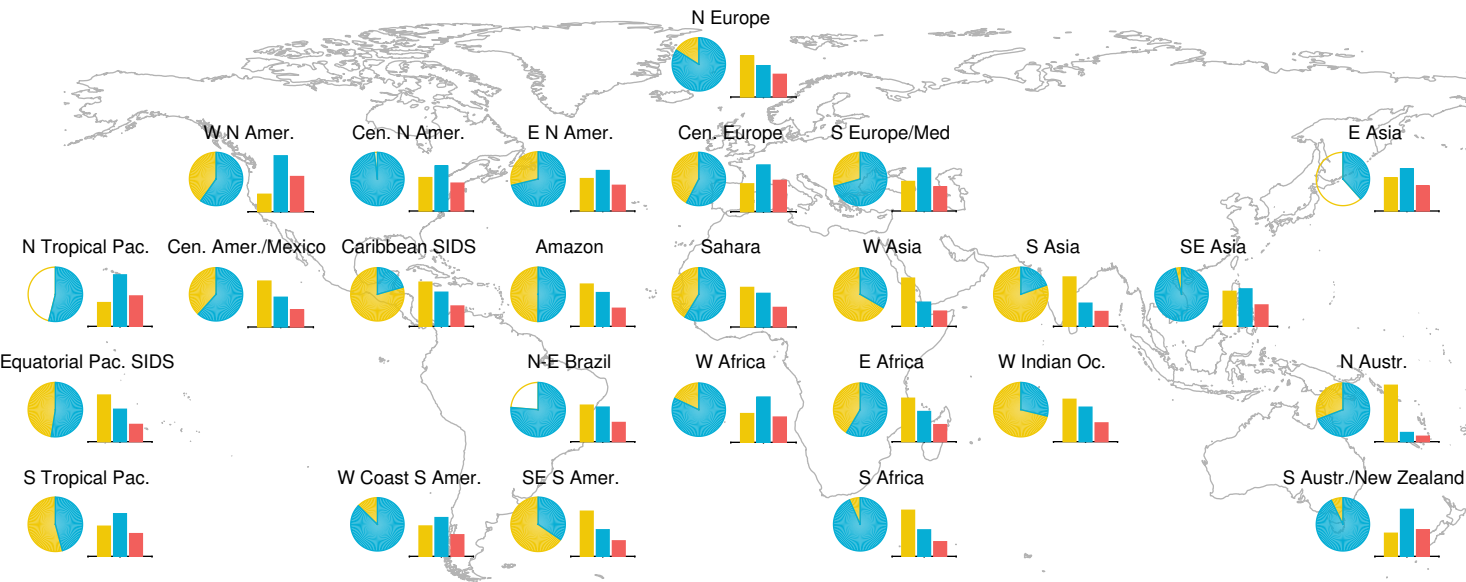 N Europe
W N Amer.
Cen. N Amer.
E N Amer.
Cen. Europe
S Europe/Med
E Asia
N Tropical Pac.
Cen. Amer./Mexico
Caribbean SIDS
Amazon
Sahara
W Asia
S Asia
SE Asia
Equatorial Pac. SIDS
N-E Brazil
W Africa
E Africa
W Indian Oc.
N Austr.
S Tropical Pac.
W Coast S Amer.
SE S Amer.
S Africa
S Austr./New Zealand